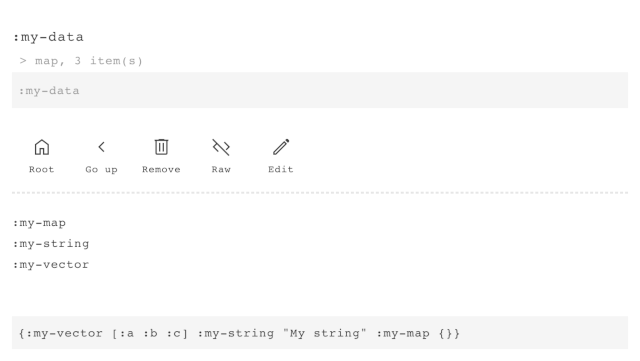 :my-data
> map, 3 item(s)
:my-data
Root Go up Remove Raw Edit
:my-map
:my-string
:my-vector
{:my-vector [:a :b :c] :my-string "My string" :my-map {}}